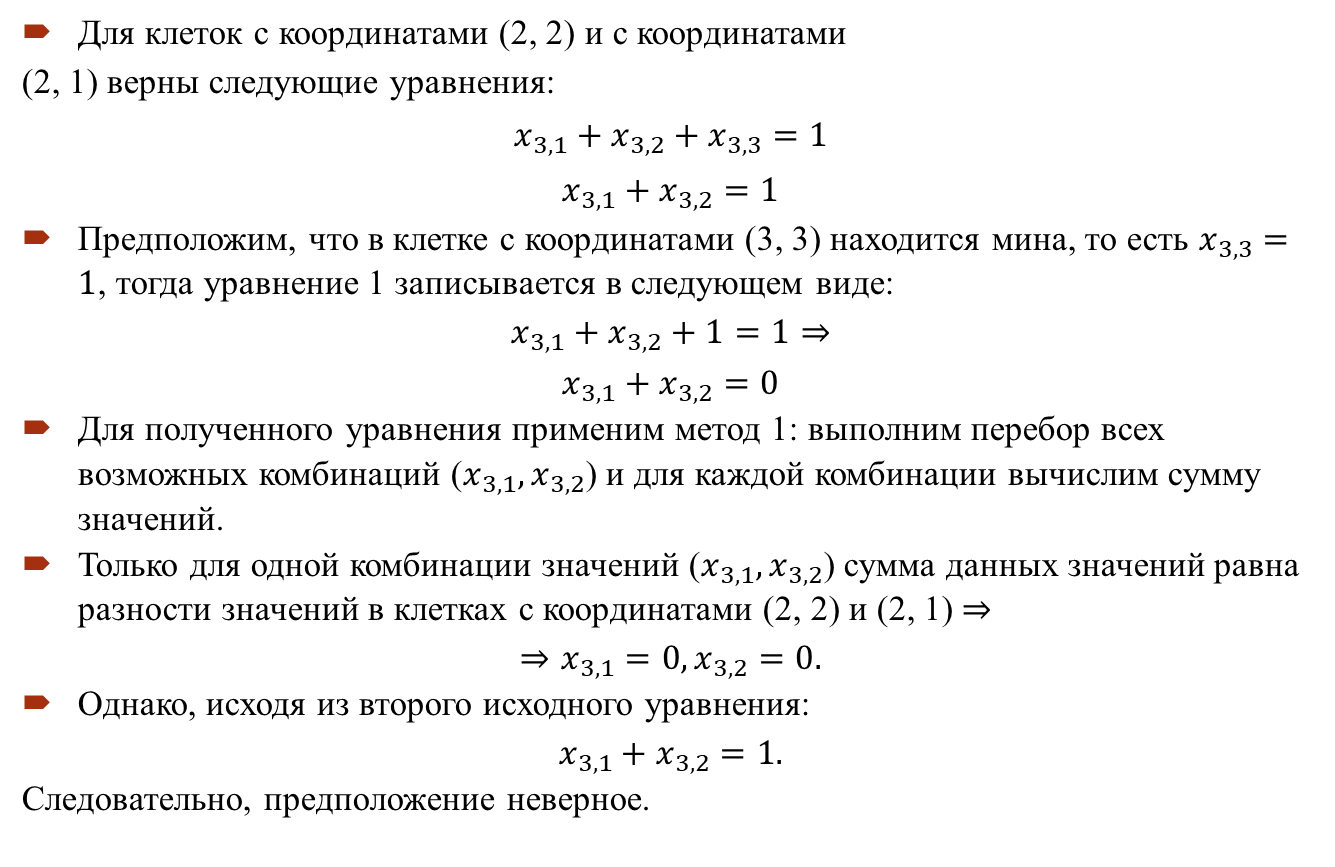 Для клеток с координатами (2, 2) и с координатами
(2, 1) верны следующие уравнения:
x₃,₁ + x₃,₂ + x₃,₃ = 1
x₃,₁ + x₃,₂ = 1
Предположим, что в клетке с координатами (3, 3) находится мина, то есть x₃,₃ =
1, тогда уравнение 1 записывается в следующем виде:
x₃,₁ + x₃,₂ + 1 = 1 ⇒
x₃,₁ + x₃,₂ = 0
Для полученного уравнения применим метод 1: выполним перебор всех
возможных комбинаций (x₃,₁, x₃,₂) и для каждой комбинации вычислим сумму
значений.
Только для одной комбинации значений (x₃,₁, x₃,₂) сумма данных значений равна
разности значений в клетках с координатами (2, 2) и (2, 1) ⇒
⇒ x₃,₁ = 0, x₃,₂ = 0.
Однако, исходя из второго исходного уравнения:
x₃,₁ + x₃,₂ = 1.
Следовательно, предположение неверное.